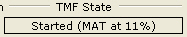 TMF State
Started (MAT at 11%)